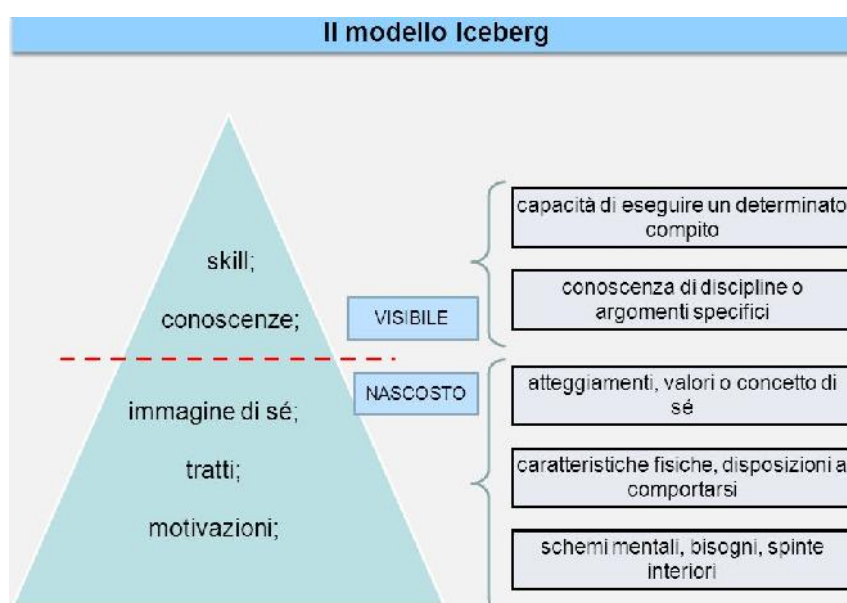 Il modello Iceberg
skill;
conoscenze;
VISIBILE
capacità di eseguire un determinato
compito
conoscenza di discipline o
argomenti specifici
NASCOSTO
immagine di sé;
tratti;
motivazioni;
atteggiamenti, valori o concetto di
sé
caratteristiche fisiche, disposizioni a
comportarsi
schemi mentali, bisogni, spinte
interiori